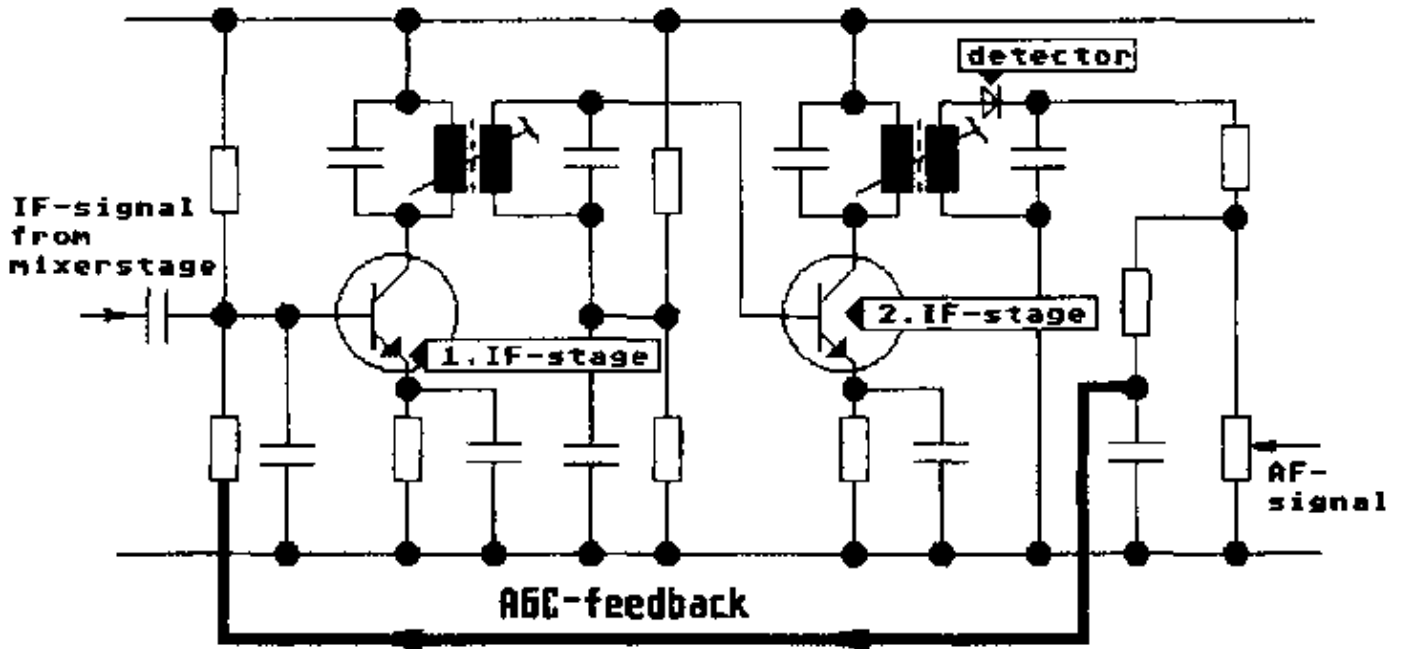 detector
IF-signal
from
mixerstage
2.IF-stage
1.IF-stage
AF-
signal
AGC-feedback